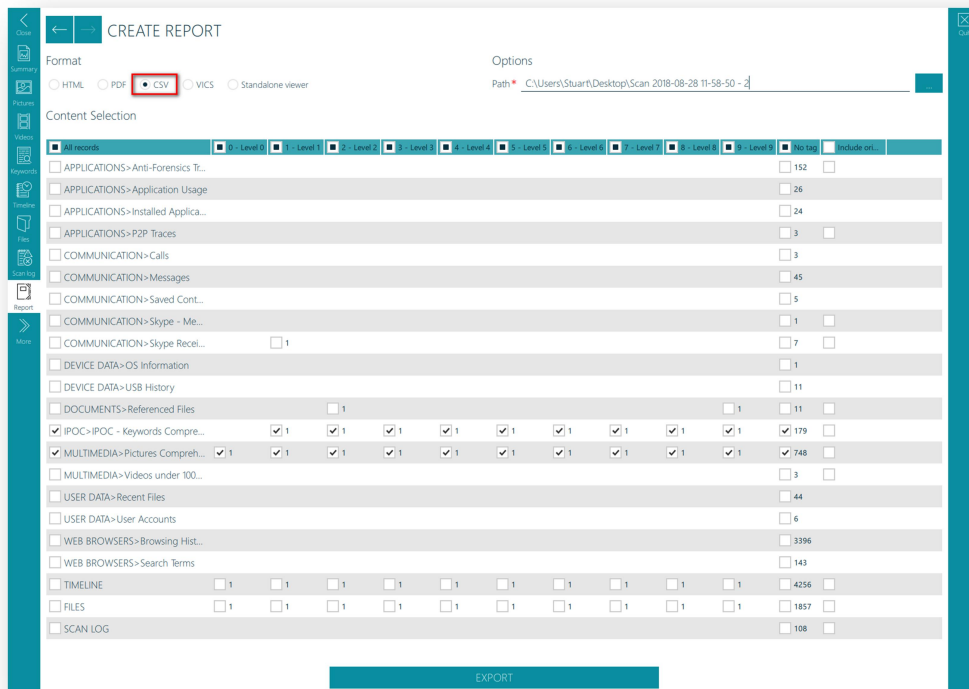 Close
Summary
Pictures
Videos
Keywords
Timeline
Files
Scan log
Report
More
CREATE REPORT
Quit
Format
HTML PDF CSV VICS Standalone viewer
Options
Path* C:\Users\Stuart\Desktop\Scan 2018-08-28 11-58-50 - 2 ...
Content Selection
All records 0 - Level 0 1 - Level 1 2 - Level 2 3 - Level 3 4 - Level 4 5 - Level 5 6 - Level 6 7 - Level 7 8 - Level 8 9 - Level 9 No tag Include ori...
APPLICATIONS>Anti-Forensics Tr... 152
APPLICATIONS>Application Usage 26
APPLICATIONS>Installed Applica... 24
APPLICATIONS>P2P Traces 3
COMMUNICATION>Calls 3
COMMUNICATION>Messages 45
COMMUNICATION>Saved Cont... 5
COMMUNICATION>Skype - Me... 1
COMMUNICATION>Skype Recei... 1 7
DEVICE DATA>OS Information 1
DEVICE DATA>USB History 11
DOCUMENTS>Referenced Files 1 1 11
IPOC>IPOC - Keywords Compre... 1 1 1 1 1 1 1 1 1 179
MULTIMEDIA>Pictures Compreh... 1 1 1 1 1 1 1 1 1 1 748
MULTIMEDIA>Videos under 100... 3
USER DATA>Recent Files 44
USER DATA>User Accounts 6
WEB BROWSERS>Browsing Hist... 3396
WEB BROWSERS>Search Terms 143
TIMELINE 1 1 1 1 1 1 1 1 1 1 4256
FILES 1 1 1 1 1 1 1 1 1 1 1857
SCAN LOG 108
EXPORT